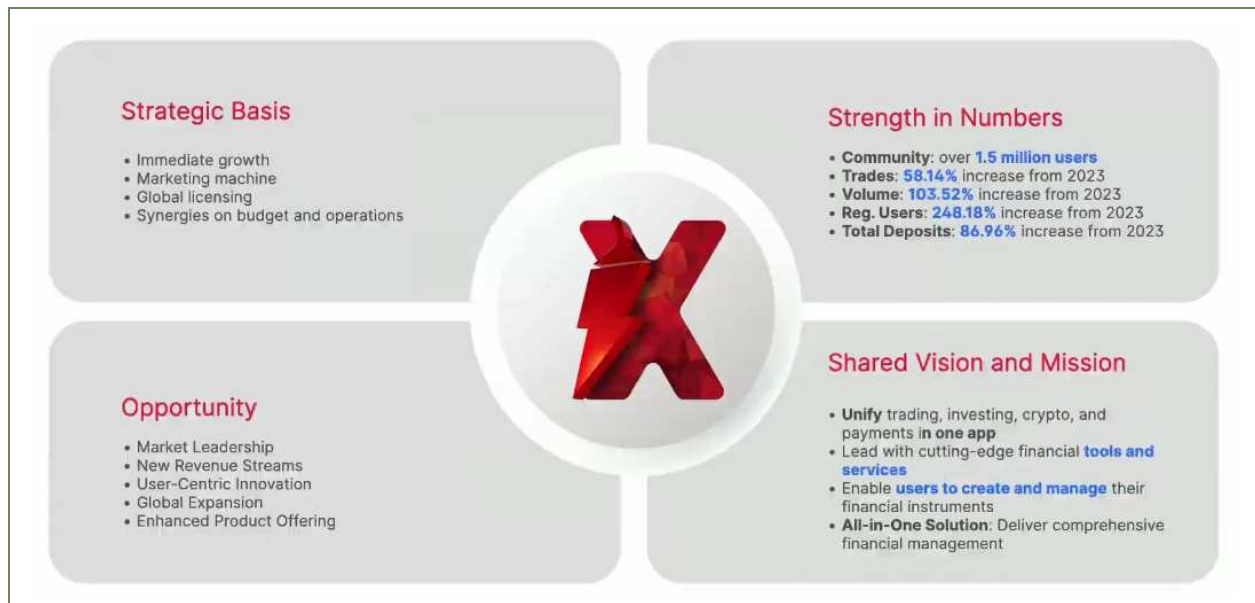 Strategic Basis
• Immediate growth
• Marketing machine
• Global licensing
• Synergies on budget and operations
Strength in Numbers
• Community: over 1.5 million users
• Trades: 58.14% increase from 2023
• Volume: 103.52% increase from 2023
• Reg. Users: 248.18% increase from 2023
• Total Deposits: 86.96% increase from 2023
Opportunity
• Market Leadership
• New Revenue Streams
• User-Centric Innovation
• Global Expansion
• Enhanced Product Offering
Shared Vision and Mission
• Unify trading, investing, crypto, and
payments in one app
• Lead with cutting-edge financial tools and
services
• Enable users to create and manage their
financial instruments
• All-in-One Solution: Deliver comprehensive
financial management
X